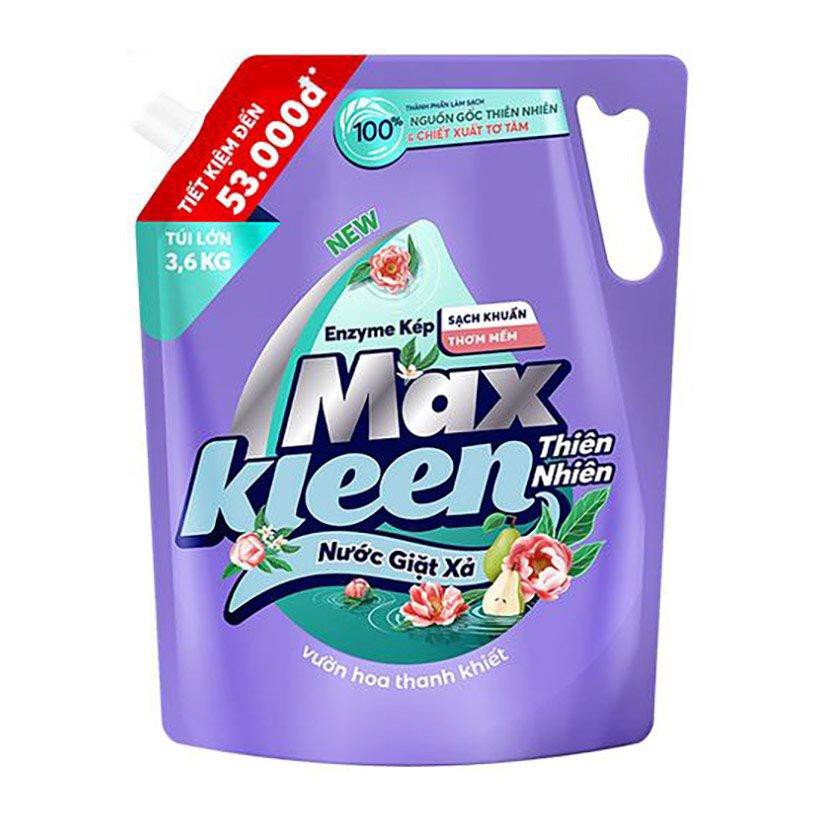 TIẾT KIỆM ĐẾN
53.000đ*
TÚI LỚN
3,6 KG
100%
THÀNH PHẦN LÀM SẠCH
NGUỒN GỐC THIÊN NHIÊN
& CHIẾT XUẤT TƠ TẰM
NEW
Enzyme Kép
SẠCH KHUẨN
THƠM MỀM
Max
kleen
Thiên
Nhiên
Nước Giặt Xả
vườn hoa thanh khiết